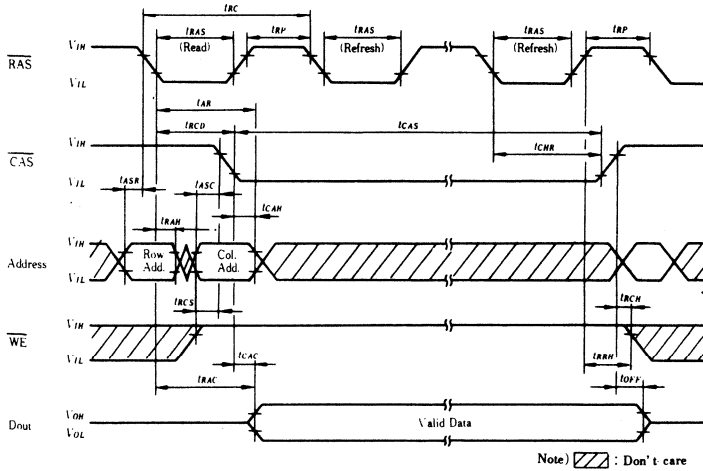 tRC
tRAS tRP tRAS tRAS tRP
(Read) (Refresh) (Refresh)
RAS VIH
VIL
tAR
tRCD tCAS
tCHR
CAS VIH
VIL
tASR tASC tCAH
tRAH
Address VIH
VIL
Row Add. Col. Add.
tRCS tRCH
WE VIH
VIL
tCAC tRRH
tRAC tOFF
Dout VOH
VOL
Valid Data
Note) : Don't care